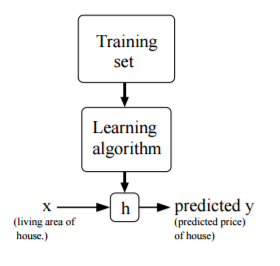 Training
set
Learning
algorithm
x
h
predicted y
(living area of
house.)
(predicted price)
of house)